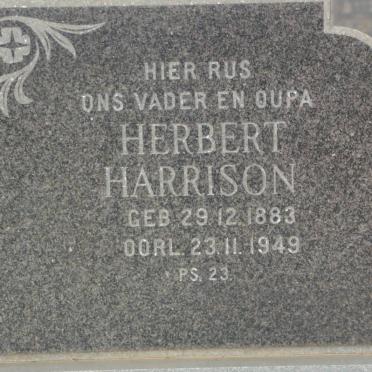 HIER RUS
ONS VADER EN OUPA
HERBERT
HARRISON
GEB 29.12.1883
OORL. 23.11.1949
PS. 23.